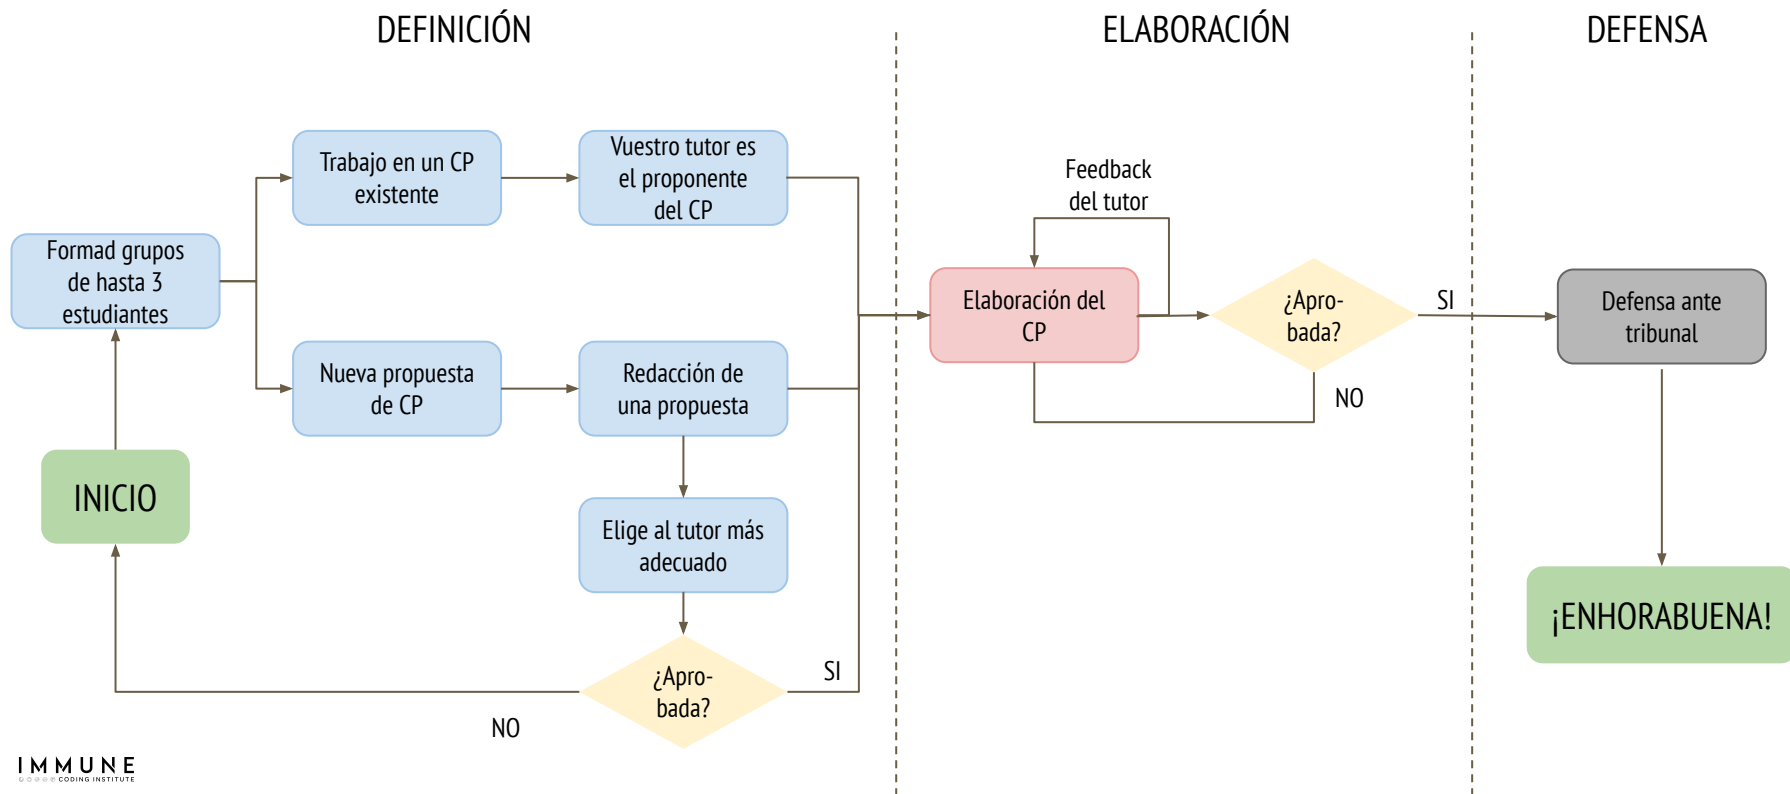 DEFINICIÓN
ELABORACIÓN
DEFENSA
Trabajo en un CP
existente
Vuestro tutor es
el proponente
del CP
Feedback
del tutor
Formad grupos
de hasta 3
estudiantes
Elaboración del
CP
¿Apro-
bada?
SI
Defensa ante
tribunal
Nueva propuesta
de CP
Redacción de
una propuesta
NO
INICIO
Elige al tutor más
adecuado
¡ENHORABUENA!
¿Apro-
bada?
SI
NO
IMMUNE
CODING INSTITUTE